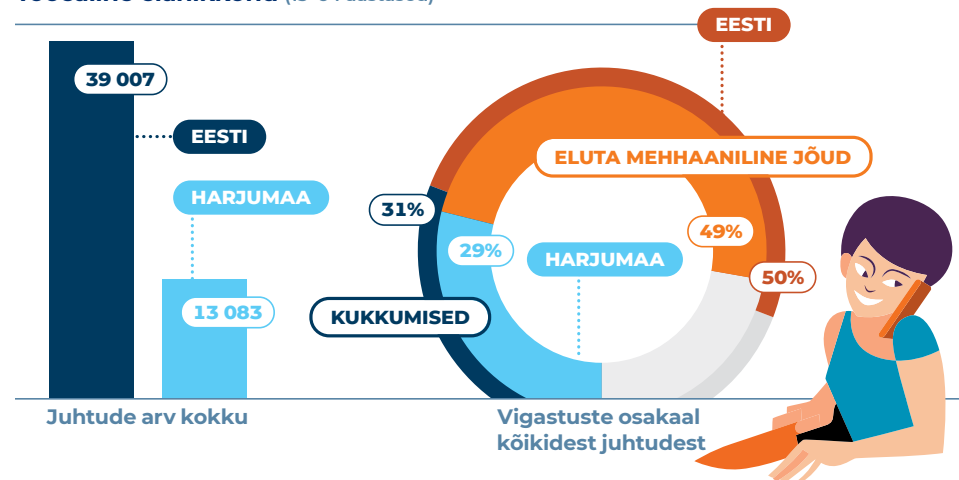 EESTI
39 007
EESTI
ELUTA MEHHAANILINE JÕUD
HARJUMAA
31%
49%
29%
HARJUMAA
50%
13 083
KUKKUMISED
Juhtude arv kokku
Vigastuste osakaal
kõikidest juhtudest